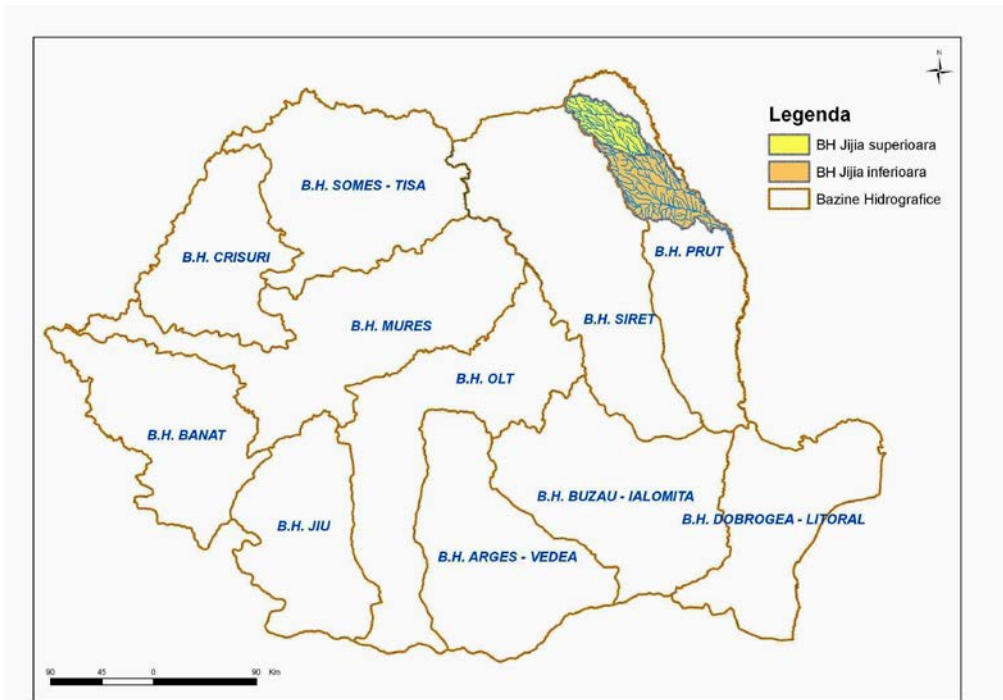 N
Legenda
BH Jijia superioara
BH Jijia inferioara
Bazine Hidrografice
B.H. SOMES - TISA
B.H. CRISURI
B.H. PRUT
B.H. MURES
B.H. SIRET
B.H. OLT
B.H. BANAT
B.H. BUZAU - IALOMITA
B.H. JIU
B.H. DOBROGEA - LITORAL
B.H. ARGES - VEDEA
90 45 0 90 Km